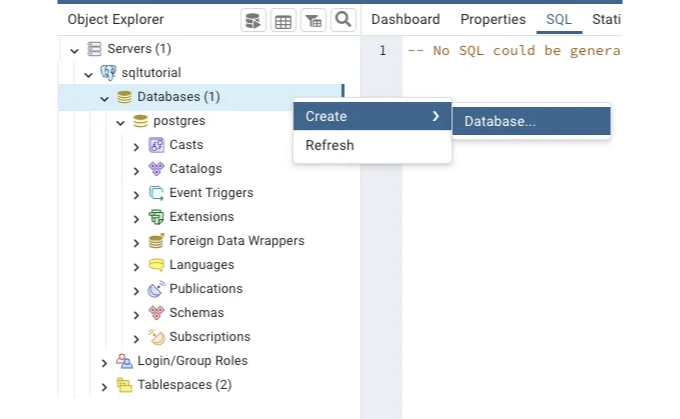 Object Explorer
Dashboard Properties SQL Stati
Servers (1)
1 -- No SQL could be genera
sqltutorial
Databases (1)
Create
Database...
postgres
Refresh
Casts
Catalogs
Event Triggers
Extensions
Foreign Data Wrappers
Languages
Publications
Schemas
Subscriptions
Login/Group Roles
Tablespaces (2)